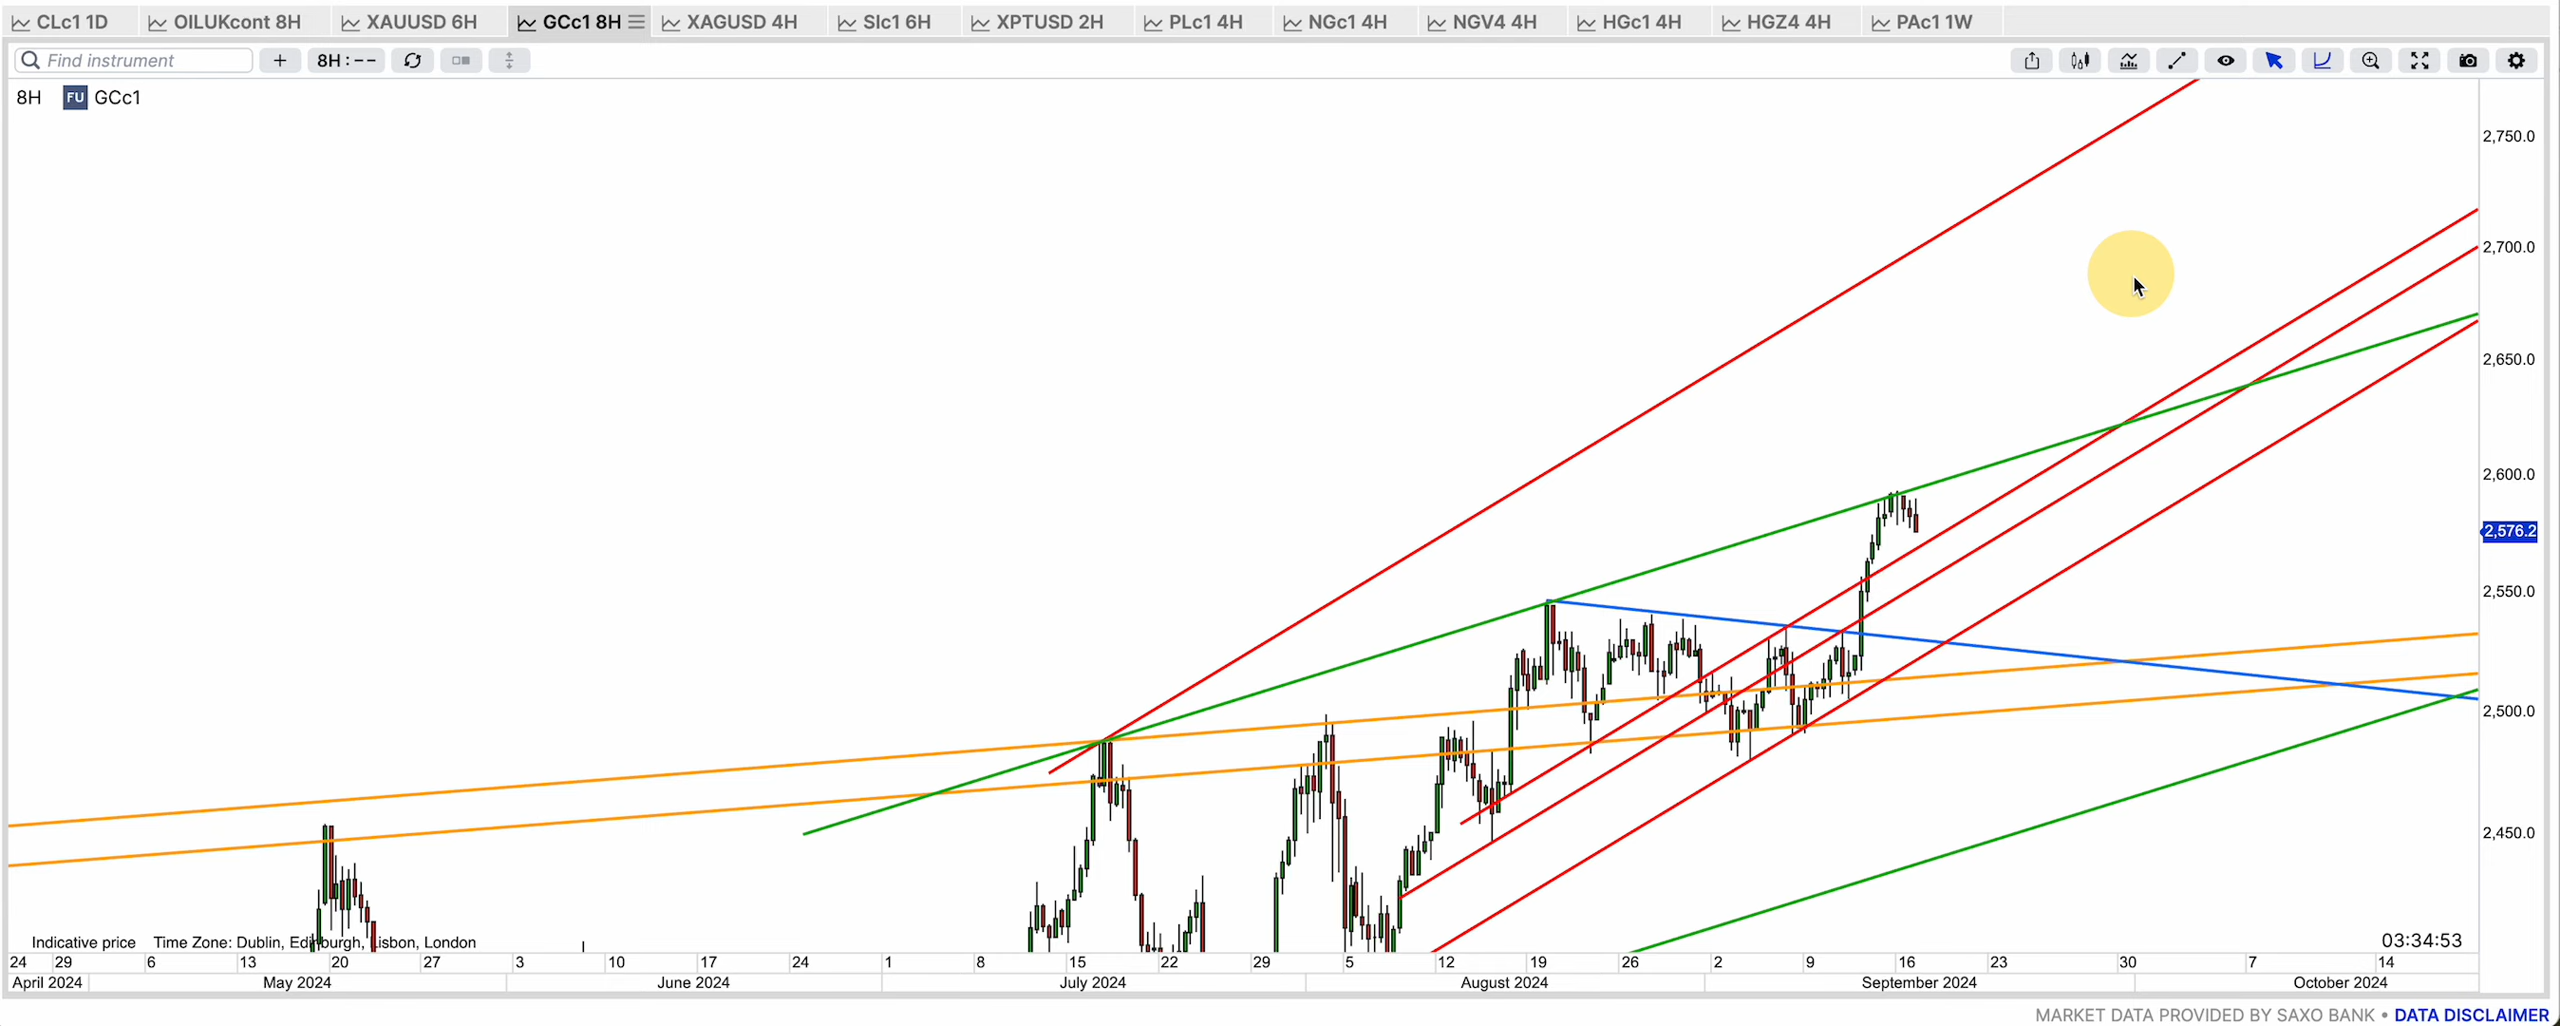 CLc1 1D OILUKcont 8H XAUUSD 6H GCc1 8H XAGUSD 4H SIc1 6H XPTUSD 2H PLc1 4H NGc1 4H NGV4 4H HGc1 4H HGZ4 4H PAc1 1W
Find instrument + 8H : --
8H FU GCc1
2,750.0
2,700.0
2,650.0
2,600.0
2,576.2
2,550.0
2,500.0
2,450.0
Indicative price Time Zone: Dublin, Edinburgh, Lisbon, London 03:34:53
24 29 6 13 20 27 3 10 17 24 1 8 15 22 29 5 12 19 26 2 9 16 23 30 7 14
April 2024 May 2024 June 2024 July 2024 August 2024 September 2024 October 2024
MARKET DATA PROVIDED BY SAXO BANK • DATA DISCLAIMER